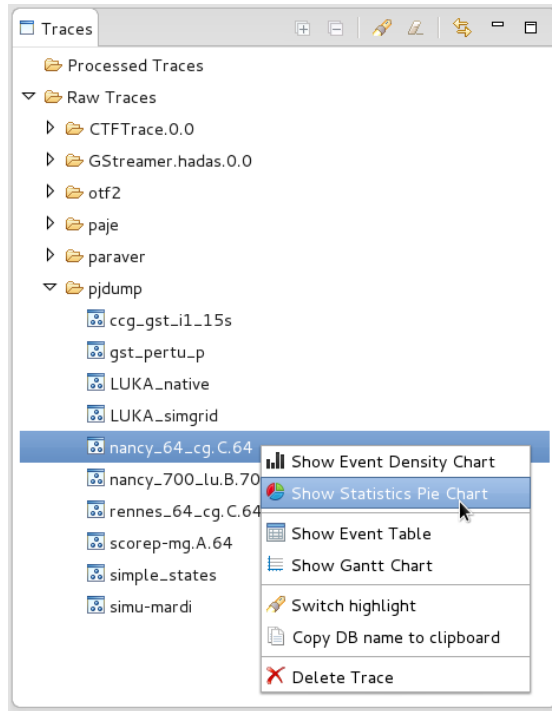 Traces
Processed Traces
Raw Traces
CTFTrace.0.0
GStreamer.hadas.0.0
otf2
paje
paraver
pjdump
ccg_gst_i1_15s
gst_pertu_p
LUKA_native
LUKA_simgrid
nancy_64_cg.C.64
nancy_700_lu.B.70
rennes_64_cg.C.64
scorep-mg.A.64
simple_states
simu-mardi
Show Event Density Chart
Show Statistics Pie Chart
Show Event Table
Show Gantt Chart
Switch highlight
Copy DB name to clipboard
Delete Trace